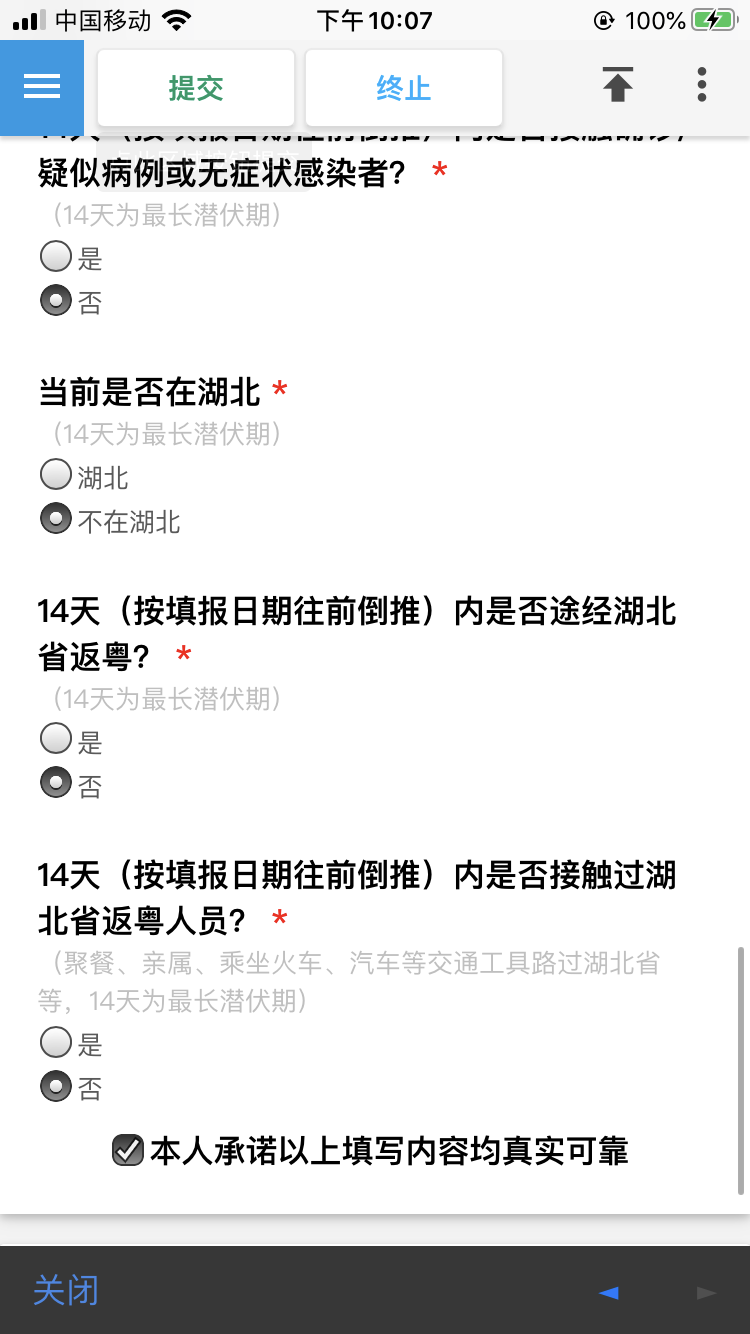 中国移动
下午10:07
100%
提交
终止
疑似病例或无症状感染者? *
（14天为最长潜伏期）
是
否
当前是否在湖北 *
（14天为最长潜伏期）
湖北
不在湖北
14天（按填报日期往前倒推）内是否途经湖北
省返粤? *
（14天为最长潜伏期）
是
否
14天（按填报日期往前倒推）内是否接触过湖
北省返粤人员? *
（聚餐、亲属、乘坐火车、汽车等交通工具路过湖北省
等，14天为最长潜伏期）
是
否
本人承诺以上填写内容均真实可靠
关闭